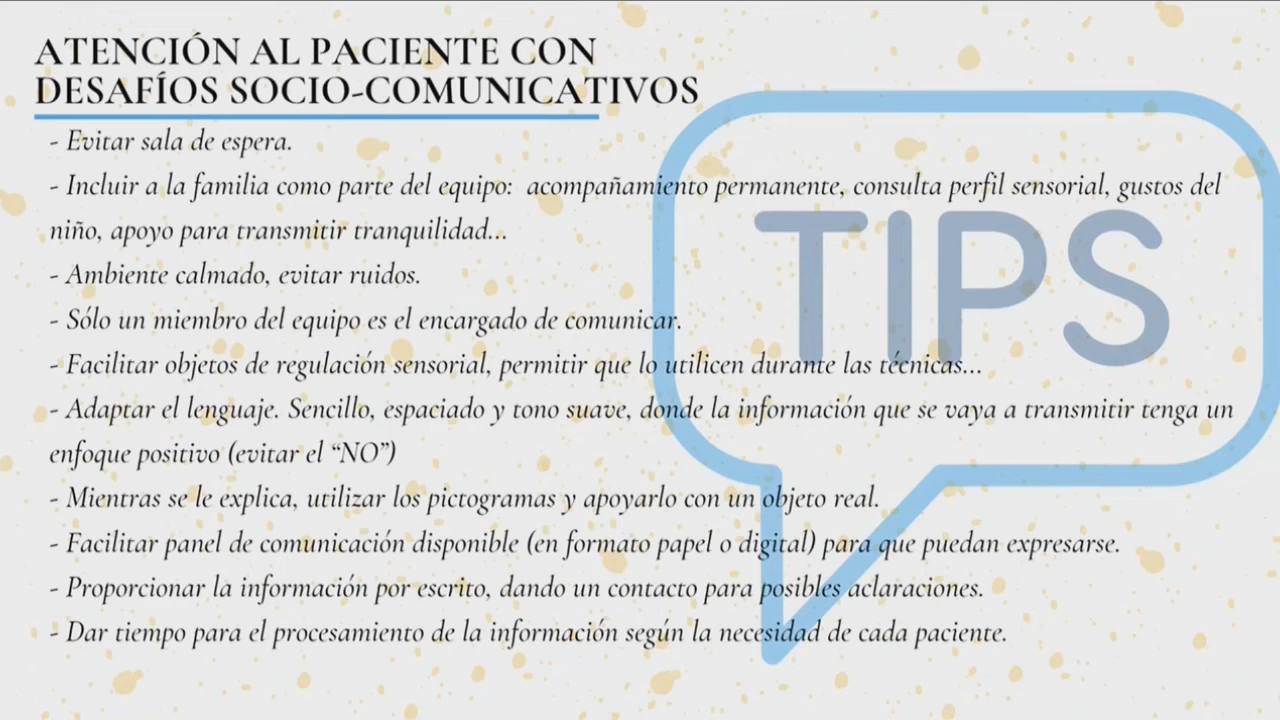 ATENCIÓN AL PACIENTE CON
DESAFÍOS SOCIO-COMUNICATIVOS
- Evitar sala de espera.
- Incluir a la familia como parte del equipo: acompañamiento permanente, consulta perfil sensorial, gustos del
niño, apoyo para transmitir tranquilidad...
- Ambiente calmado, evitar ruidos.
- Sólo un miembro del equipo es el encargado de comunicar.
- Facilitar objetos de regulación sensorial, permitir que lo utilicen durante las técnicas...
- Adaptar el lenguaje. Sencillo, espaciado y tono suave, donde la información que se vaya a transmitir tenga un
enfoque positivo (evitar el “NO”)
- Mientras se le explica, utilizar los pictogramas y apoyarlo con un objeto real.
- Facilitar panel de comunicación disponible (en formato papel o digital) para que puedan expresarse.
- Proporcionar la información por escrito, dando un contacto para posibles aclaraciones.
- Dar tiempo para el procesamiento de la información según la necesidad de cada paciente.
TIPS